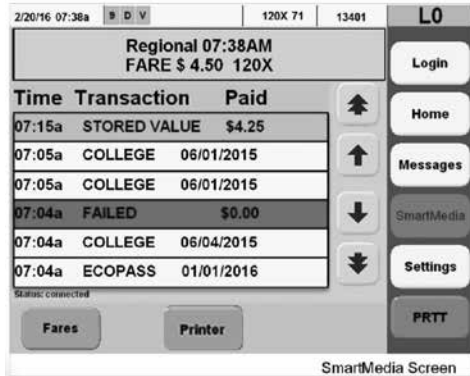 2/20/16 07:38a 9 D V 120X 71 13401 L0
Regional 07:38AM
FARE $ 4.50 120X
Time Transaction Paid
07:15a STORED VALUE $4.25
07:05a COLLEGE 06/01/2015
07:05a COLLEGE 06/01/2015
07:04a FAILED $0.00
07:04a COLLEGE 06/04/2015
07:04a ECOPASS 01/01/2016
Status: connected
Fares
Printer
Login
Home
Messages
SmartMedia
Settings
PRTT
SmartMedia Screen